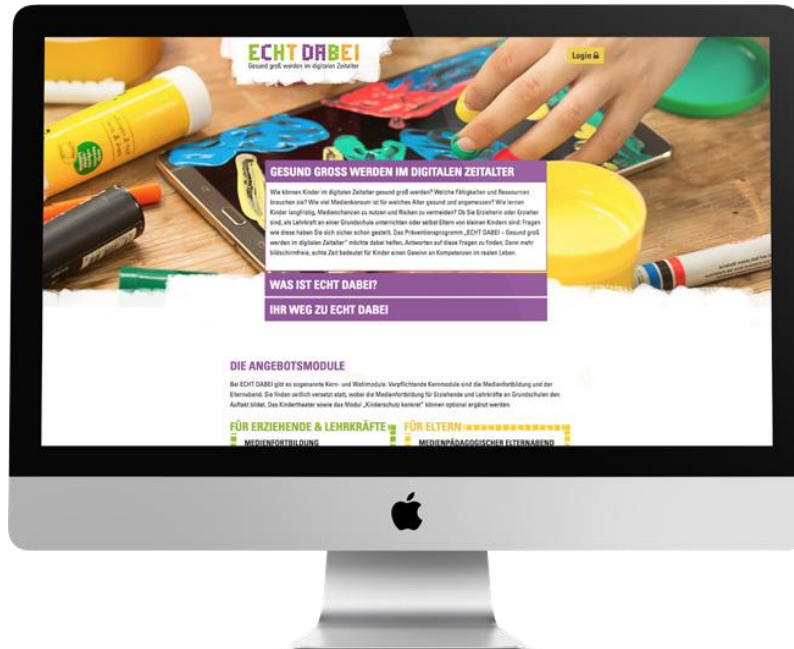 ECHT DABEI
Gesund groß werden im digitalen Zeitalter
Login
GESUND GROSS WERDEN IM DIGITALEN ZEITALTER
Wie können Kinder im digitalen Zeitalter gesund groß werden? Welche Fähigkeiten und Ressourcen
brauchen sie? Wie viel Medienkonsum ist für welches Alter gesund und angemessen? Wie lernen
Kinder langfristig, Medienchancen zu nutzen und Risiken zu vermeiden? Ob Sie Erzieherin oder Erzieher
sind, als Lehrkraft an einer Grundschule unterrichten oder selbst Eltern von kleinen Kindern sind: Fragen
wie diese haben Sie sich sicher schon gestellt. Das Präventionsprogramm „ECHT DABEI – Gesund groß
werden im digitalen Zeitalter“ möchte dabei helfen, Antworten auf diese Fragen zu finden. Denn mehr
bildschirmfreie, echte Zeit bedeutet für Kinder einen Gewinn an Kompetenzen im realen Leben.
WAS IST ECHT DABEI?
IHR WEG ZU ECHT DABEI
DIE ANGEBOTSMODULE
Bei ECHT DABEI gibt es sogenannte Kern- und Wahlmodule. Verpflichtende Kernmodule sind die Medienfortbildung und der
Elternabend. Sie finden zeitlich versetzt statt, wobei die Medienfortbildung für Erziehende und Lehrkräfte an Grundschulen den
Auftakt bildet. Das Kindertheater sowie das Modul „Kinderschutz konkret“ können optional ergänzt werden.
FÜR ERZIEHENDE & LEHRKRÄFTE
FÜR ELTERN
MEDIENFORTBILDUNG
MEDIENPÄDAGOGISCHER ELTERNABEND